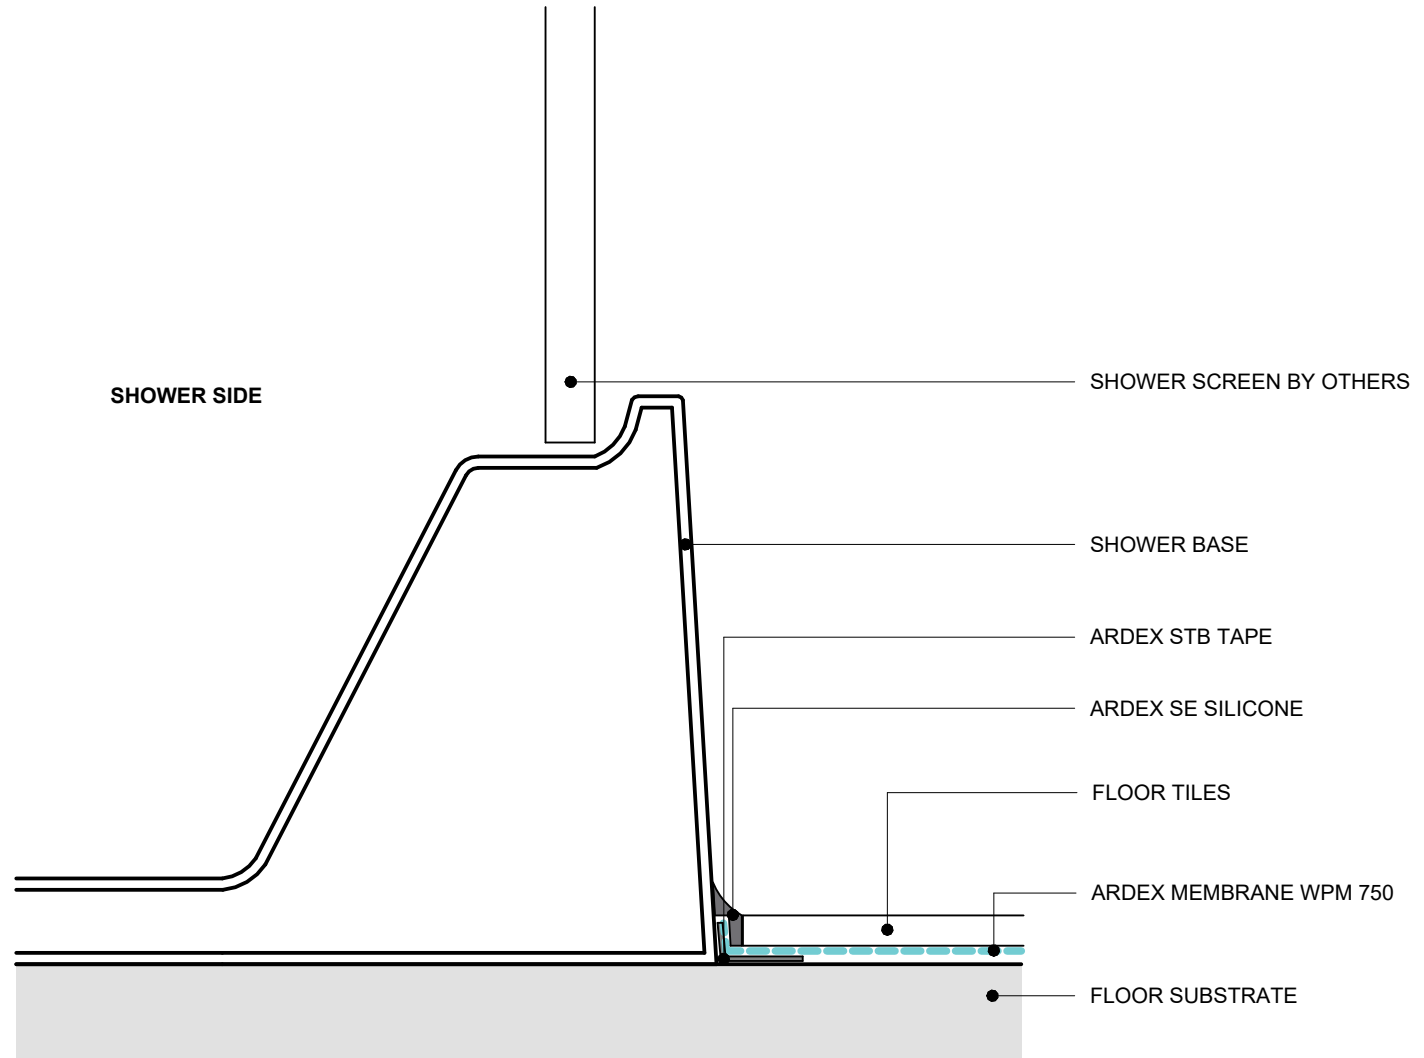 SHOWER SIDE
SHOWER SCREEN BY OTHERS
SHOWER BASE
ARDEX STB TAPE
ARDEX SE SILICONE
FLOOR TILES
ARDEX MEMBRANE WPM 750
FLOOR SUBSTRATE